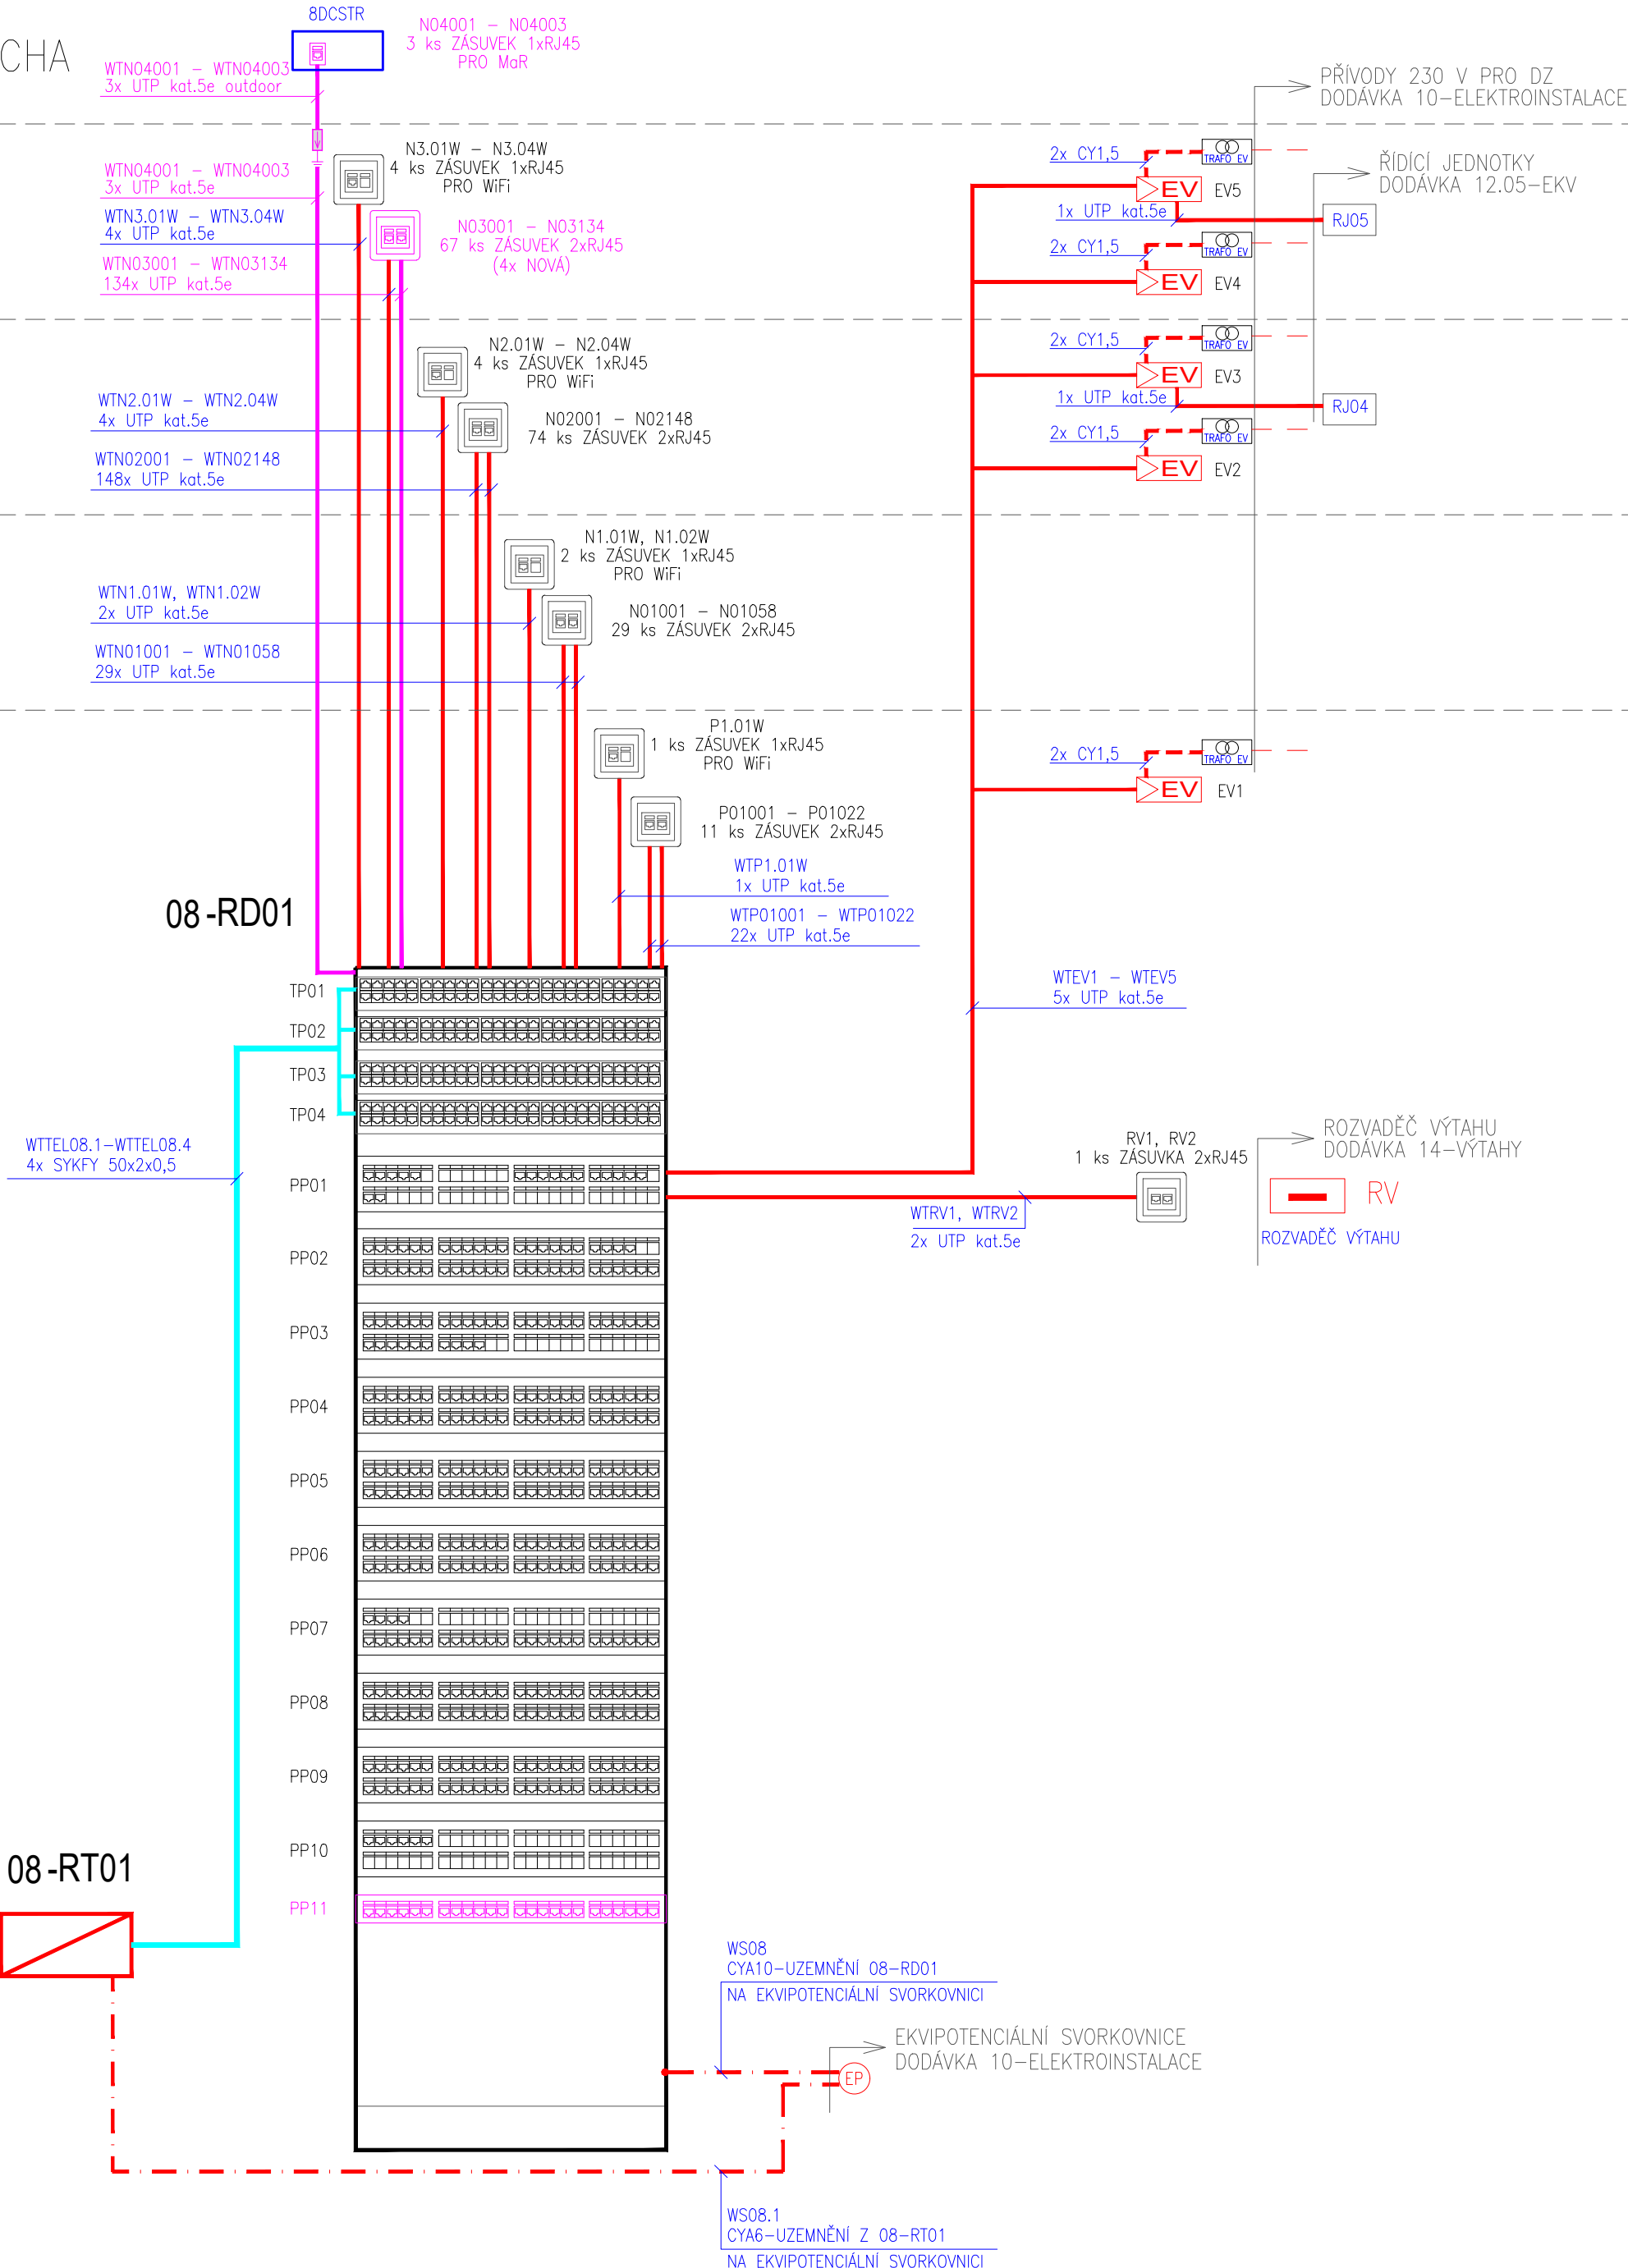 8DCSTR
CHA
N04001 - N04003
3 ks ZÁSUVEK 1xRJ45
PRO MaR
WTN04001 - WTN04003
3x UTP kat.5e outdoor
PŘÍVODY 230 V PRO DZ
DODÁVKA 10-ELEKTROINSTALACE
N3.01W - N3.04W
4 ks ZÁSUVEK 1xRJ45
PRO WiFi
WTN04001 - WTN04003
3x UTP kat.5e
WTN3.01W - WTN3.04W
4x UTP kat.5e
N03001 - N03134
67 ks ZÁSUVEK 2xRJ45
(4x NOVÁ)
WTN03001 - WTN03134
134x UTP kat.5e
2x CY1,5
TRAFO EV
EV
EV5
ŘÍDÍCÍ JEDNOTKY
DODÁVKA 12.05-EKV
1x UTP kat.5e
RJ05
2x CY1,5
TRAFO EV
EV
EV4
N2.01W - N2.04W
4 ks ZÁSUVEK 1xRJ45
PRO WiFi
WTN2.01W - WTN2.04W
4x UTP kat.5e
N02001 - N02148
74 ks ZÁSUVEK 2xRJ45
WTN02001 - WTN02148
148x UTP kat.5e
2x CY1,5
TRAFO EV
EV
EV3
1x UTP kat.5e
RJ04
2x CY1,5
TRAFO EV
EV
EV2
N1.01W, N1.02W
2 ks ZÁSUVEK 1xRJ45
PRO WiFi
WTN1.01W, WTN1.02W
2x UTP kat.5e
N01001 - N01058
29 ks ZÁSUVEK 2xRJ45
WTN01001 - WTN01058
29x UTP kat.5e
P1.01W
1 ks ZÁSUVEK 1xRJ45
PRO WiFi
2x CY1,5
TRAFO EV
EV
EV1
P01001 - P01022
11 ks ZÁSUVEK 2xRJ45
WTP1.01W
1x UTP kat.5e
WTP01001 - WTP01022
22x UTP kat.5e
08-RD01
WTEV1 - WTEV5
5x UTP kat.5e
TP01
TP02
TP03
TP04
WTTEL08.1-WTTEL08.4
4x SYKFY 50x2x0,5
RV1, RV2
1 ks ZÁSUVKA 2xRJ45
ROZVADĚČ VÝTAHU
DODÁVKA 14-VÝTAHY
RV
ROZVADĚČ VÝTAHU
WTRV1, WTRV2
2x UTP kat.5e
PP01
PP02
PP03
PP04
PP05
PP06
PP07
PP08
PP09
PP10
PP11
08-RT01
WS08
CYA10-UZEMNĚNÍ 08-RD01
NA EKVIPOTENCIÁLNÍ SVORKOVNICI
EKVIPOTENCIÁLNÍ SVORKOVNICE
DODÁVKA 10-ELEKTROINSTALACE
EP
WS08.1
CYA6-UZEMNĚNÍ Z 08-RT01
NA EKVIPOTENCIÁLNÍ SVORKOVNICI